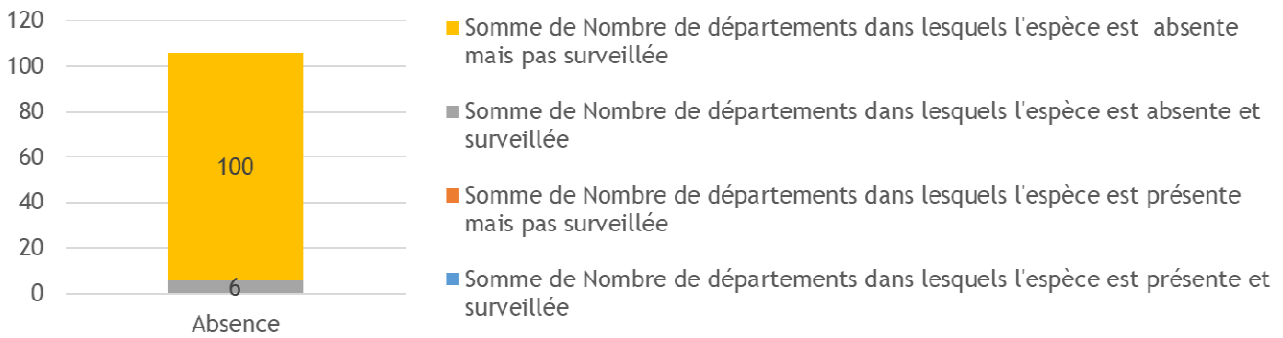 120
100
80
60
40
20
0
100
6
Absence
Somme de Nombre de départements dans lesquels l'espèce est absente
mais pas surveillée
Somme de Nombre de départements dans lesquels l'espèce est absente et
surveillée
Somme de Nombre de départements dans lesquels l'espèce est présente
mais pas surveillée
Somme de Nombre de départements dans lesquels l'espèce est présente et
surveillée